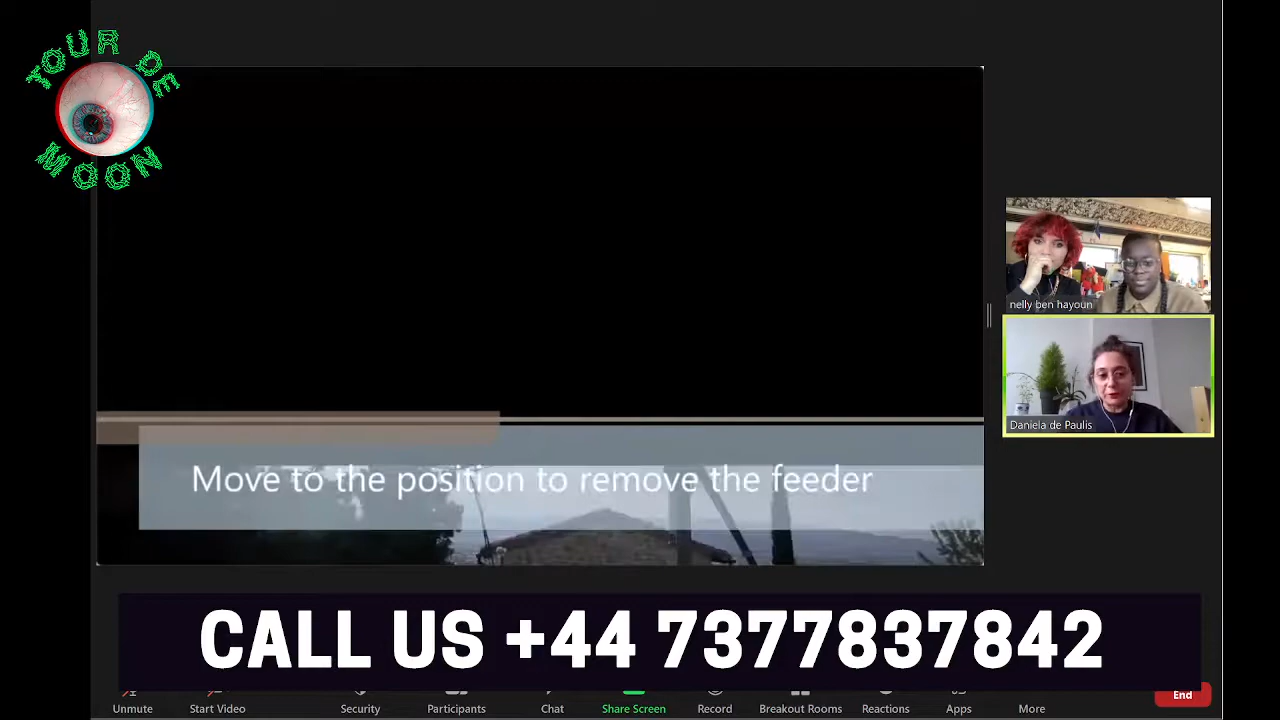 TOUR DE
MOON
nelly ben hayoun
Daniela de Paulis
Move to the position to remove the feeder
CALL US +44 7377837842
Unmute
Start Video
Security
Participants
Chat
Share Screen
Record
Breakout Rooms
Reactions
Apps
More
End